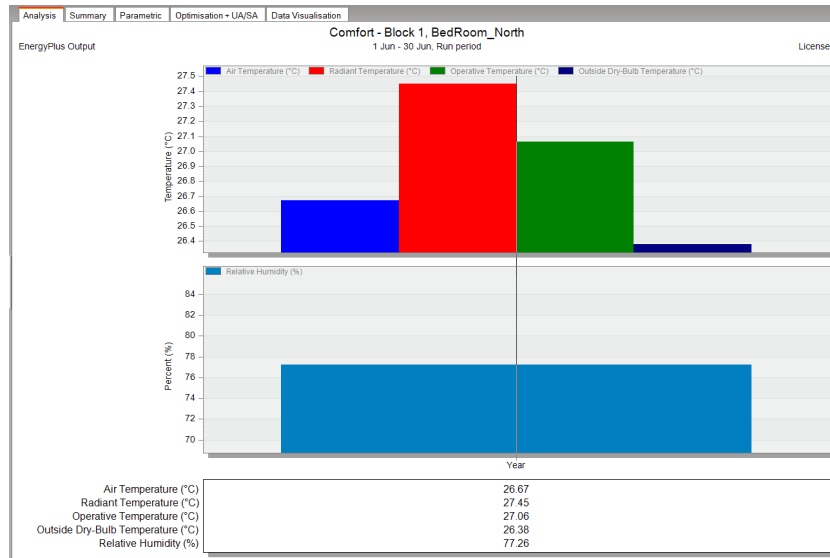 Analysis Summary Parametric Optimisation + UA/SA Data Visualisation
Comfort - Block 1, BedRoom_North
EnergyPlus Output 1 Jun - 30 Jun, Run period License
Air Temperature (°C) Radiant Temperature (°C) Operative Temperature (°C) Outside Dry-Bulb Temperature (°C)
Temperature (°C)
27.5
27.4
27.3
27.2
27.1
27.0
26.9
26.8
26.7
26.6
26.5
26.4
Relative Humidity (%)
Percent (%)
84
82
80
78
76
74
72
70
Year
Air Temperature (°C) 26.67
Radiant Temperature (°C) 27.45
Operative Temperature (°C) 27.06
Outside Dry-Bulb Temperature (°C) 26.38
Relative Humidity (%) 77.26